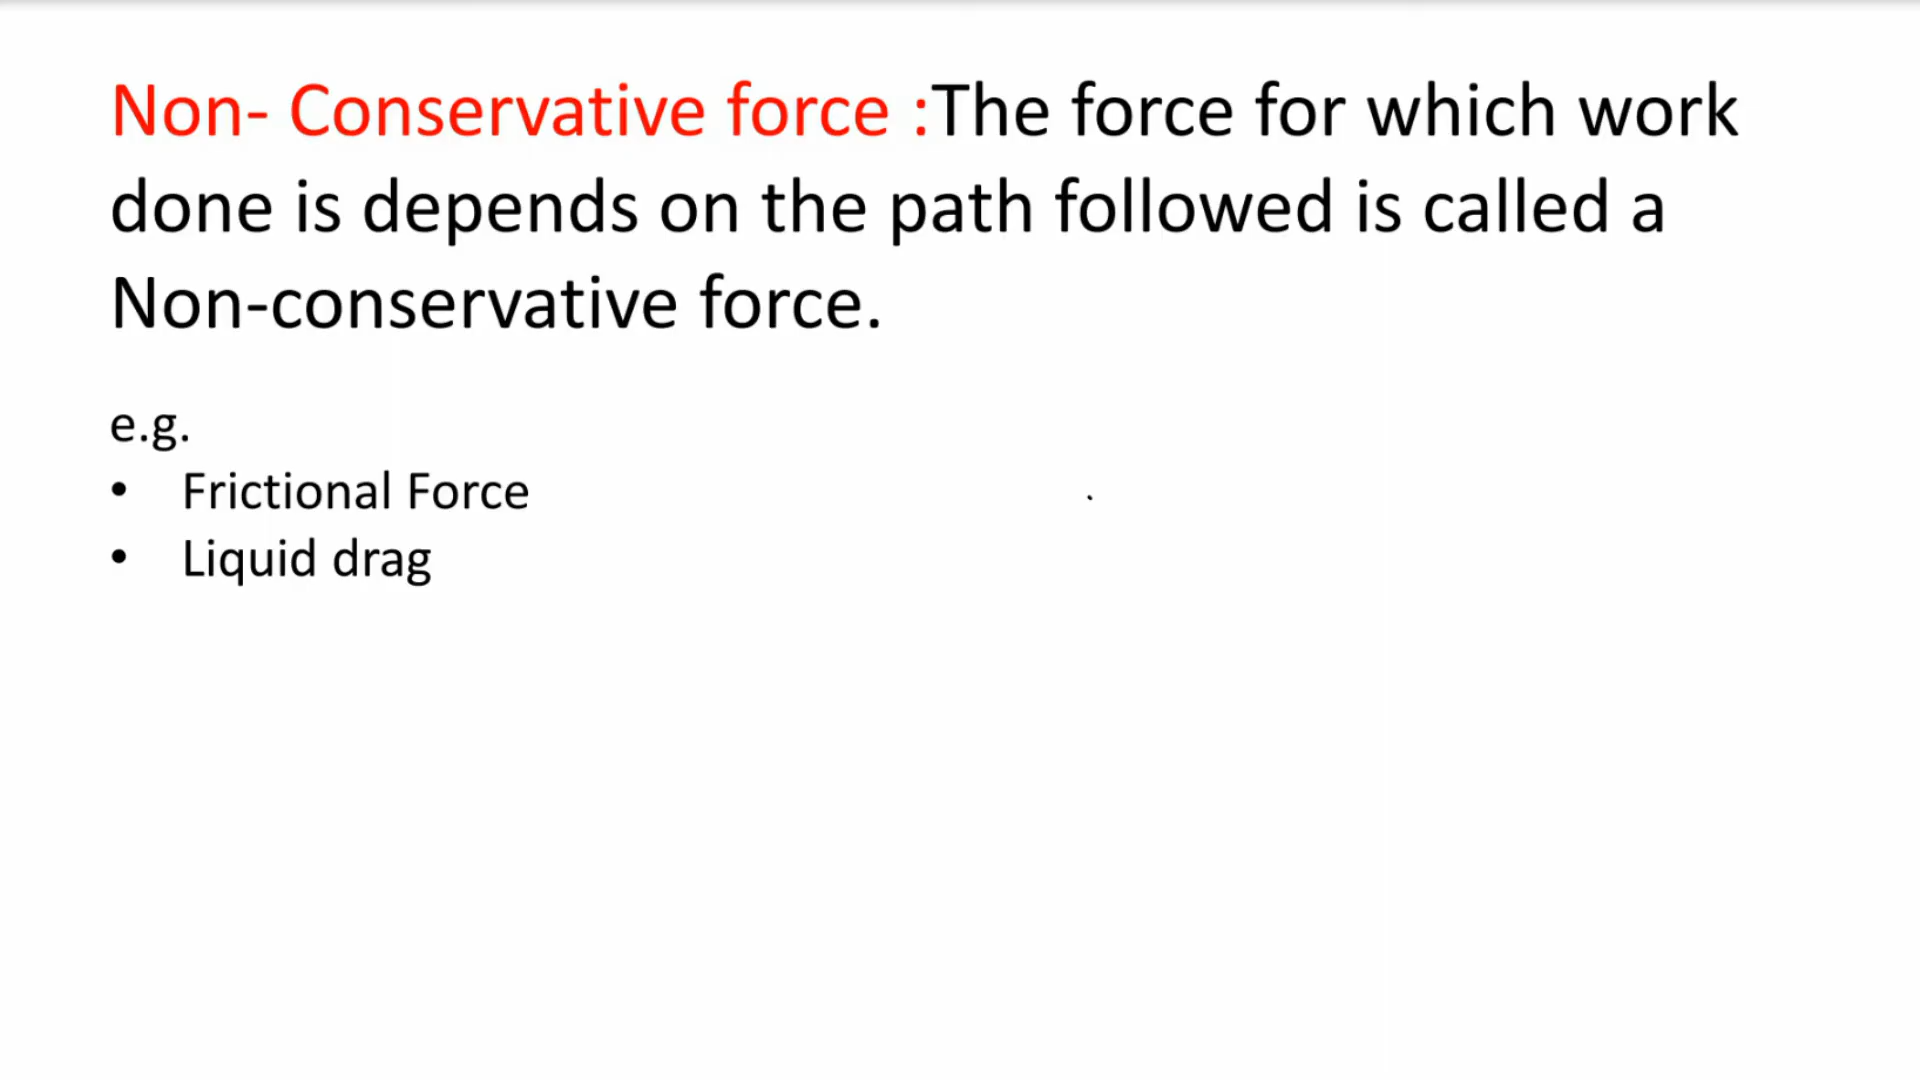 Non- Conservative force :The force for which work
done is depends on the path followed is called a
Non-conservative force.
e.g.
• Frictional Force
• Liquid drag